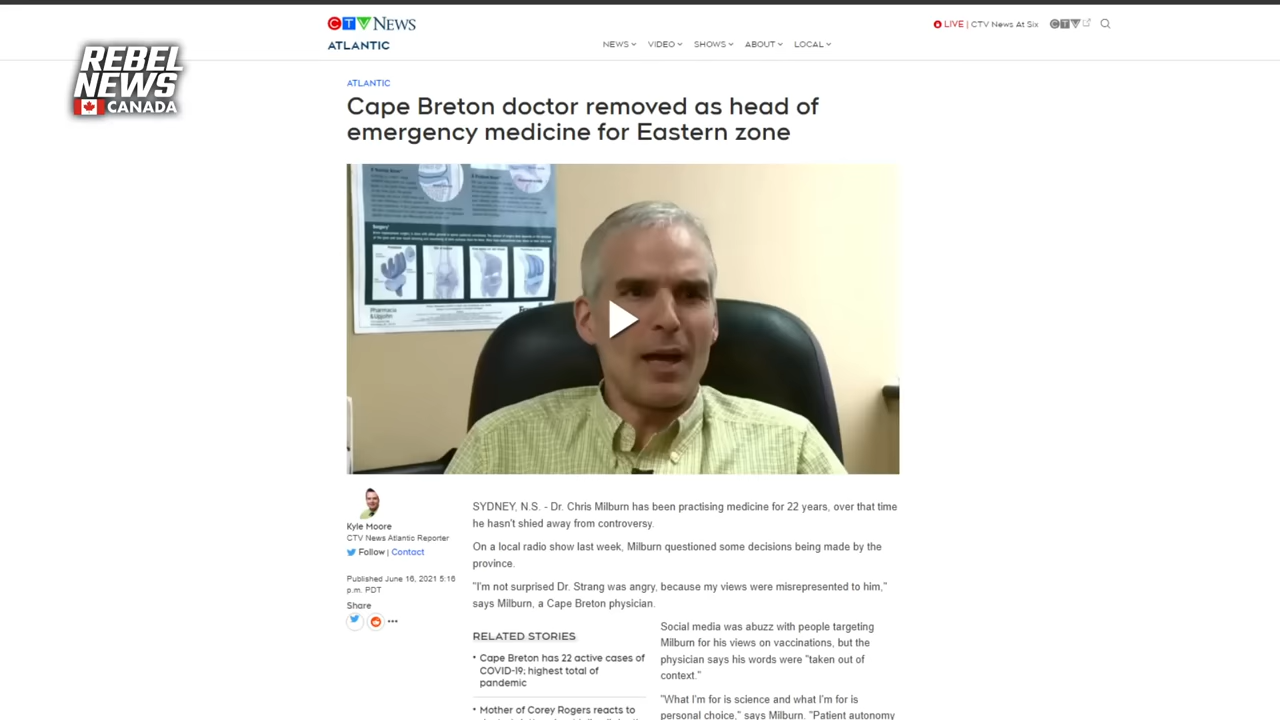 CTV NEWS
LIVE | CTV News At Six
CTV
ATLANTIC
NEWS
VIDEO
SHOWS
ABOUT
LOCAL
REBEL
NEWS
CANADA
ATLANTIC
Cape Breton doctor removed as head of
emergency medicine for Eastern zone
Surgery
Pharmacia
&Upjohn
Kyle Moore
CTV News Atlantic Reporter
Follow | Contact
Published June 16, 2021 5:16
p.m. PDT
Share
SYDNEY, N.S. - Dr. Chris Milburn has been practising medicine for 22 years, over that time
he hasn't shied away from controversy.
On a local radio show last week, Milburn questioned some decisions being made by the
province.
"I'm not surprised Dr. Strang was angry, because my views were misrepresented to him,"
says Milburn, a Cape Breton physician.
RELATED STORIES
• Cape Breton has 22 active cases of
COVID-19; highest total of
pandemic
• Mother of Corey Rogers reacts to
Social media was abuzz with people targeting
Milburn for his views on vaccinations, but the
physician says his words were "taken out of
context."
"What I'm for is science and what I'm for is
personal choice," says Milburn. "Patient autonomy